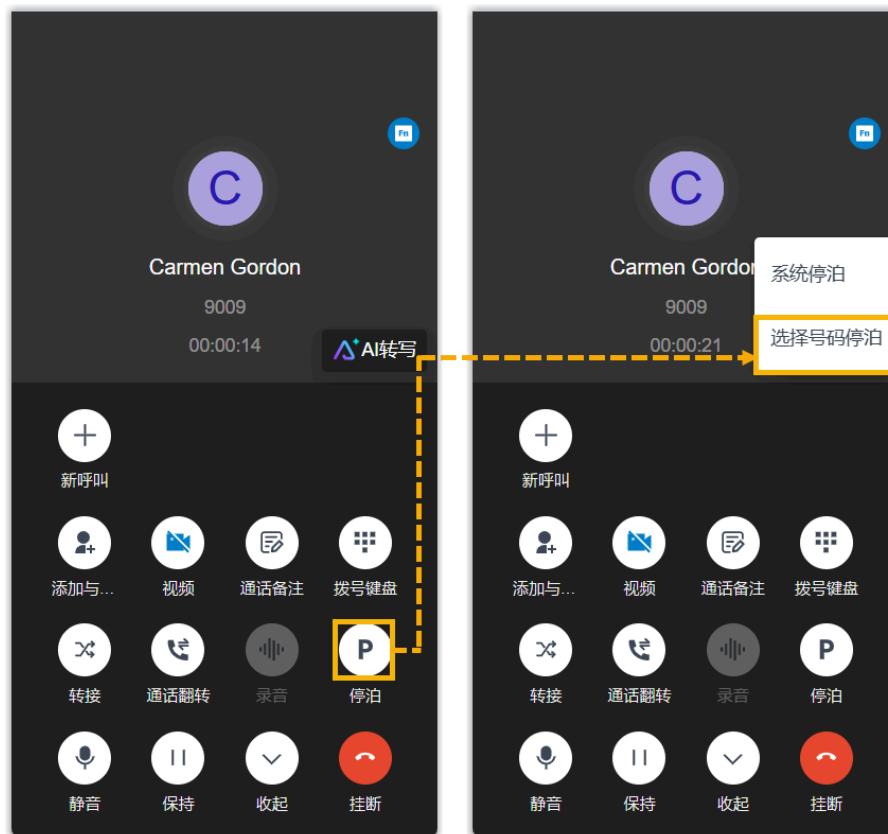 Fn
C
Carmen Gordon
9009
00:00:14
AI转写
新呼叫
添加与...
视频
通话备注
拨号键盘
转接
通话翻转
录音
P
停泊
静音
保持
收起
挂断
Fn
C
Carmen Gordor
9009
00:00:21
系统停泊
选择号码停泊
新呼叫
添加与...
视频
通话备注
拨号键盘
转接
通话翻转
录音
P
停泊
静音
保持
收起
挂断